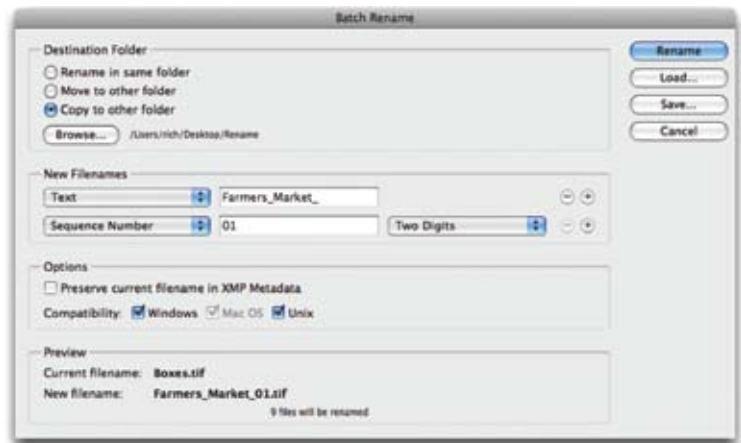 Batch Rename
Destination Folder
Rename in same folder
Move to other folder
Copy to other folder
Browse... /Users/rich/Desktop/Rename
Rename
Load...
Save...
Cancel
New Filenames
Text Farmers_Market_
Sequence Number 01 Two Digits
Options
Preserve current filename in XMP Metadata
Compatibility: Windows Mac OS Unix
Preview
Current filename: Boxes.tif
New filename: Farmers_Market_01.tif
9 files will be renamed